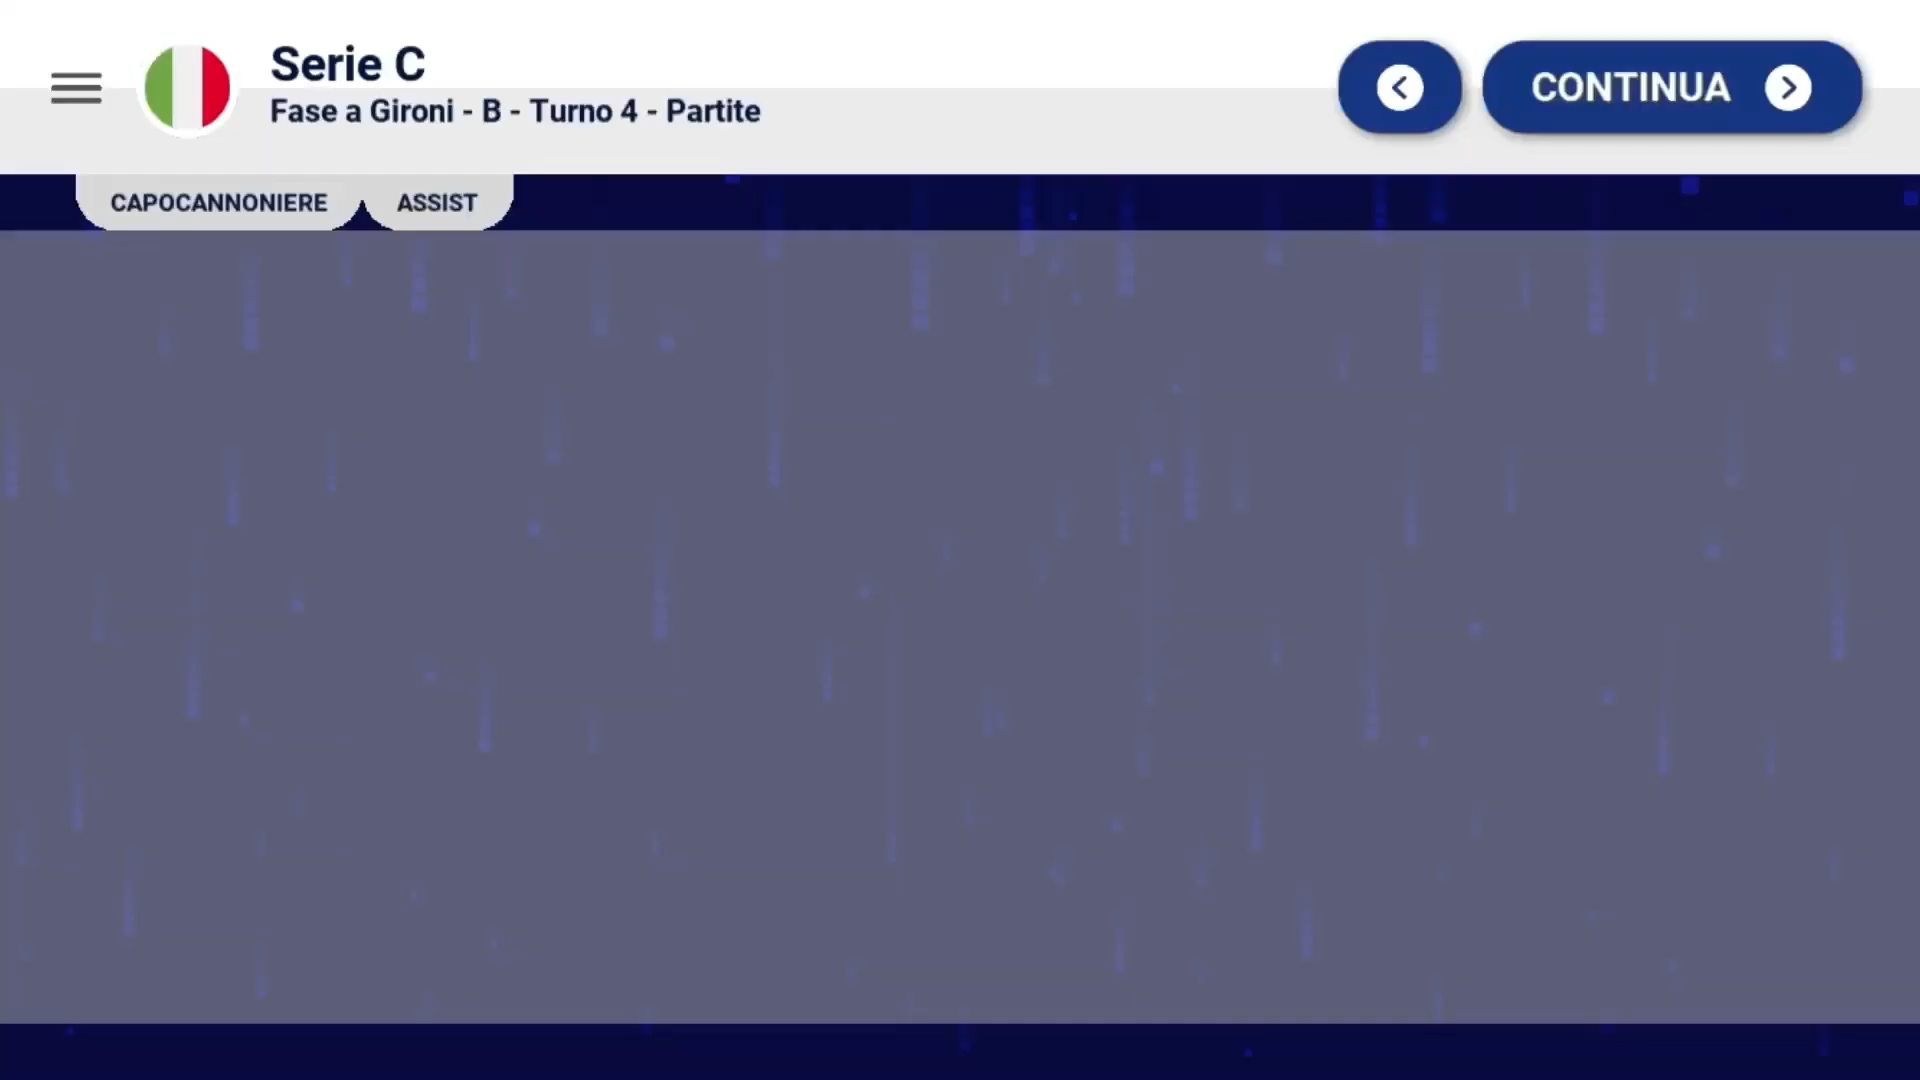 Serie C
Fase a Gironi - B - Turno 4 - Partite
CONTINUA
CAPOCANNONIERE
ASSIST